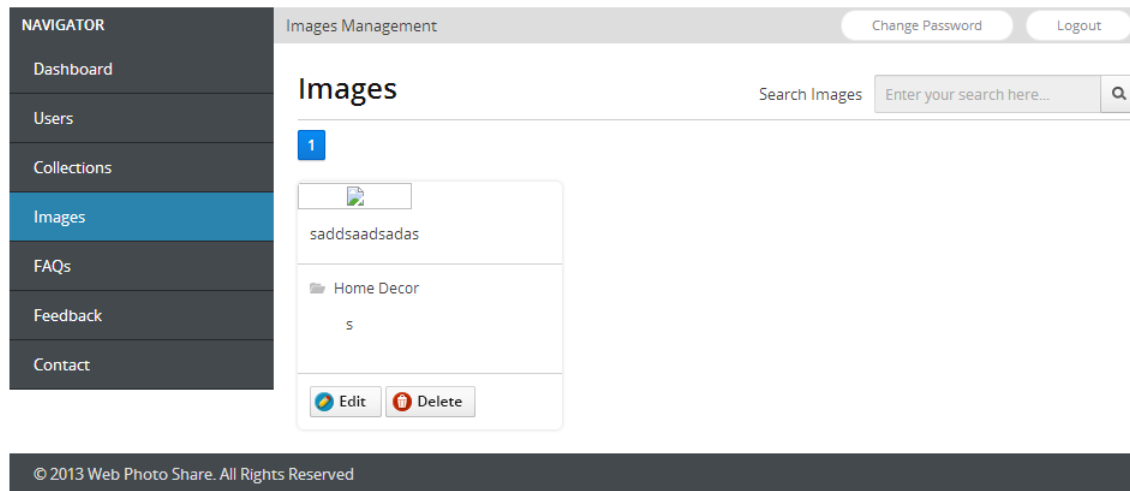 NAVIGATOR
Images Management
Change Password
Logout
Dashboard
Users
Collections
Images
FAQs
Feedback
Contact
Images
Search Images
Enter your search here...
1
saddsaadsadas
Home Decor
s
Edit
Delete
© 2013 Web Photo Share. All Rights Reserved